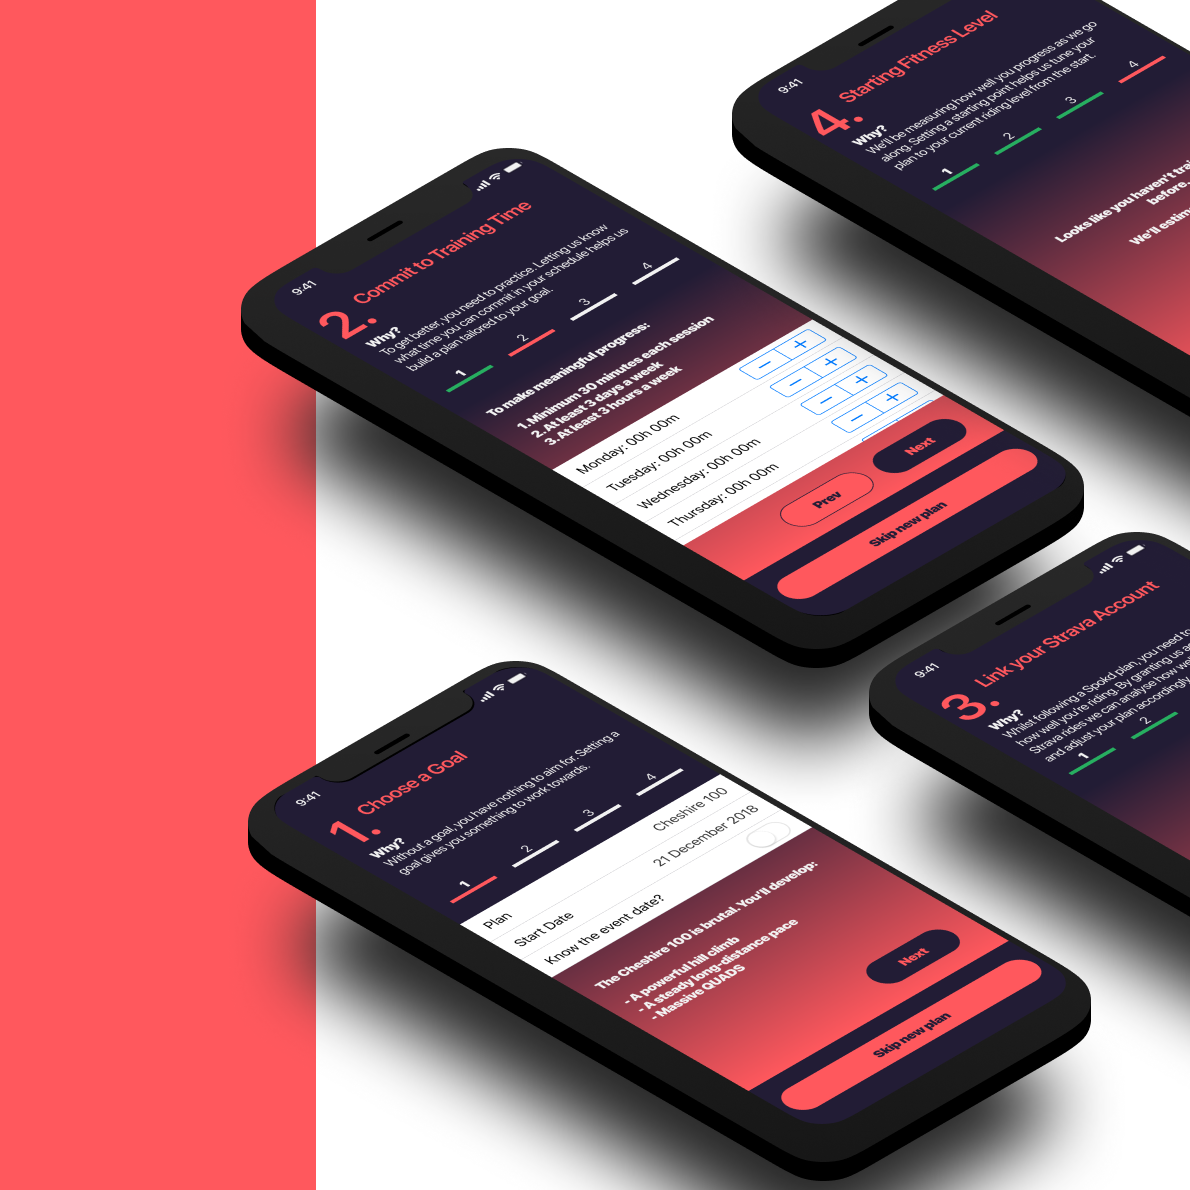 9:41
1.
Choose a Goal
Why?
Without a goal, you have nothing to aim for. Setting a
goal gives you something to work towards.
1 2 3 4
Plan Cheshire 100
Start Date 21 December 2018
Know the event date?
The Cheshire 100 is brutal. You'll develop:
- A powerful hill climb
- A steady long-distance pace
- Massive QUADS
Next
Skip new plan
9:41
2.
Commit to Training Time
Why?
To get better, you need to practice. Letting us know
what time you can commit in your schedule helps us
build a plan tailored to your goal.
1 2 3 4
To make meaningful progress:
1. Minimum 30 minutes each session
2. At least 3 days a week
3. At least 3 hours a week
Monday: 00h 00m − +
Tuesday: 00h 00m − +
Wednesday: 00h 00m − +
Thursday: 00h 00m − +
Prev Next
Skip new plan
9:41
3.
Link your Strava Account
Why?
Whilst following a Spokd plan, you need to
how well you're riding. By granting us
Strava rides we can analyse how
and adjust your plan accordingly
1 2
9:41
4.
Starting Fitness Level
Why?
We'll be measuring how well you progress as we go
along. Setting a starting point helps us tune your
plan to your current riding level from the start.
1 2 3 4
Looks like you haven't
before.
We'll